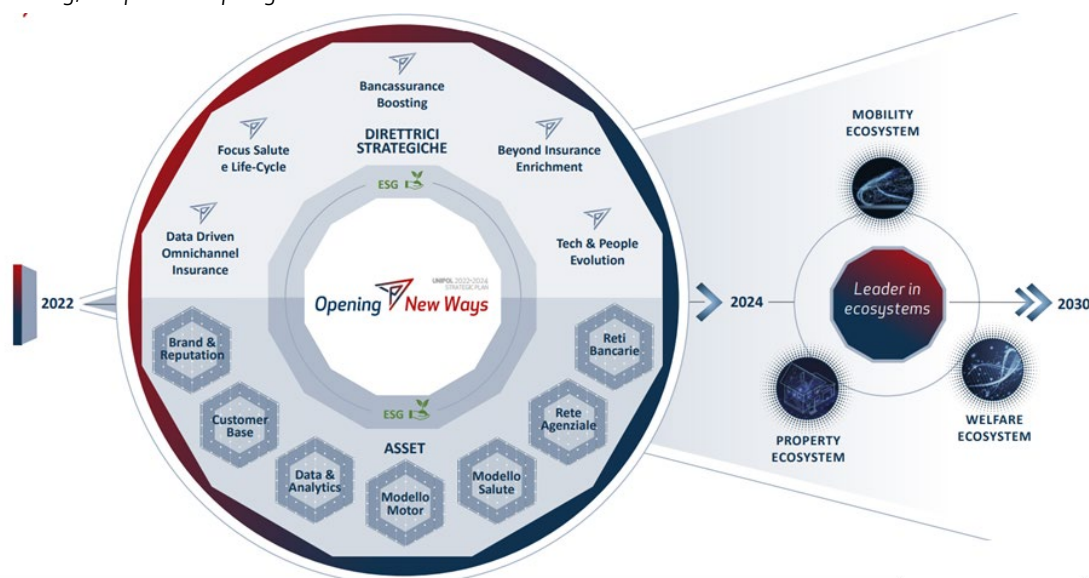 Bancassurance
Boosting
DIRETTRICI
STRATEGICHE
Focus Salute
e Life-Cycle
Beyond Insurance
Enrichment
ESG
Data Driven
Omnichannel
Insurance
Tech & People
Evolution
UNIPOL 2022•2024
STRATEGIC PLAN
Opening New Ways
2022
2024
2030
Brand &
Reputation
Customer
Base
Data &
Analytics
Modello
Motor
Modello
Salute
Rete
Agenziale
Reti
Bancarie
ESG
ASSET
MOBILITY
ECOSYSTEM
Leader in
ecosystems
PROPERTY
ECOSYSTEM
WELFARE
ECOSYSTEM